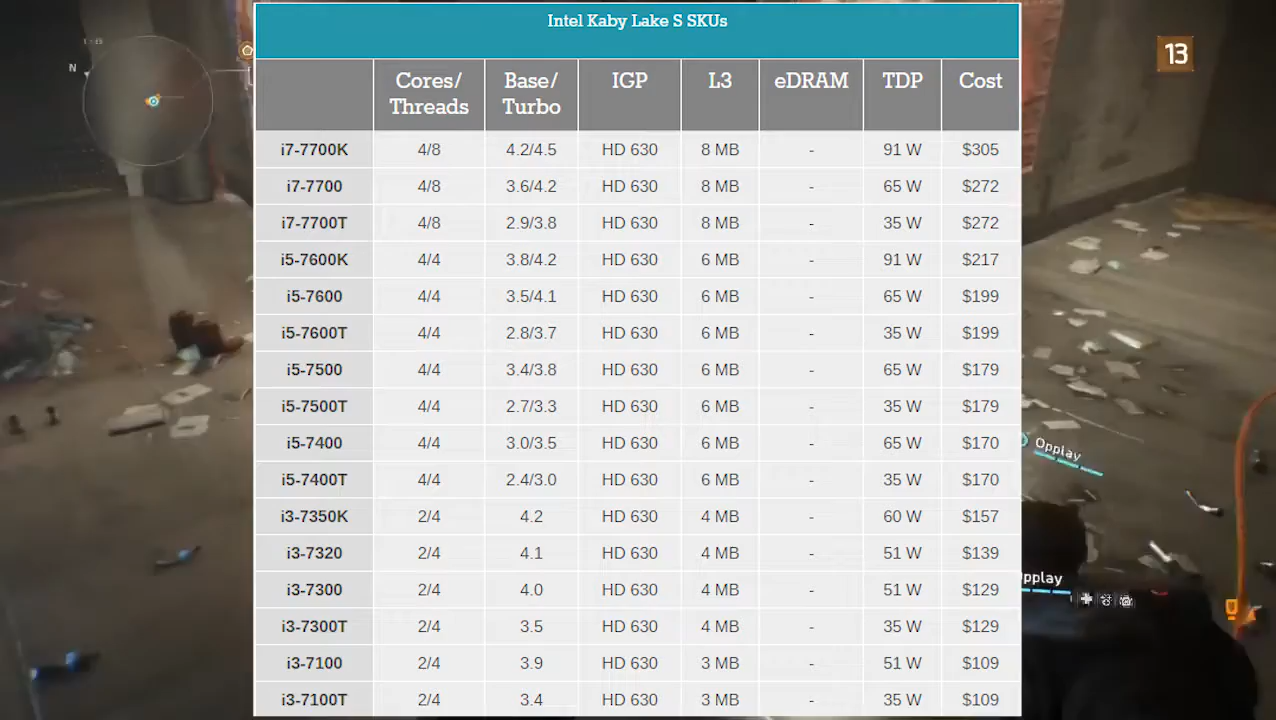 Intel Kaby Lake S SKUs
Cores/ Base/ IGP L3 eDRAM TDP Cost
Threads Turbo
i7-7700K 4/8 4.2/4.5 HD 630 8 MB - 91 W $305
i7-7700 4/8 3.6/4.2 HD 630 8 MB - 65 W $272
i7-7700T 4/8 2.9/3.8 HD 630 8 MB - 35 W $272
i5-7600K 4/4 3.8/4.2 HD 630 6 MB - 91 W $217
i5-7600 4/4 3.5/4.1 HD 630 6 MB - 65 W $199
i5-7600T 4/4 2.8/3.7 HD 630 6 MB - 35 W $199
i5-7500 4/4 3.4/3.8 HD 630 6 MB - 65 W $179
i5-7500T 4/4 2.7/3.3 HD 630 6 MB - 35 W $179
i5-7400 4/4 3.0/3.5 HD 630 6 MB - 65 W $170
i5-7400T 4/4 2.4/3.0 HD 630 6 MB - 35 W $170
i3-7350K 2/4 4.2 HD 630 4 MB - 60 W $157
i3-7320 2/4 4.1 HD 630 4 MB - 51 W $139
i3-7300 2/4 4.0 HD 630 4 MB - 51 W $129
i3-7300T 2/4 3.5 HD 630 4 MB - 35 W $129
i3-7100 2/4 3.9 HD 630 3 MB - 51 W $109
i3-7100T 2/4 3.4 HD 630 3 MB - 35 W $109
N
13
Opplay
pplay